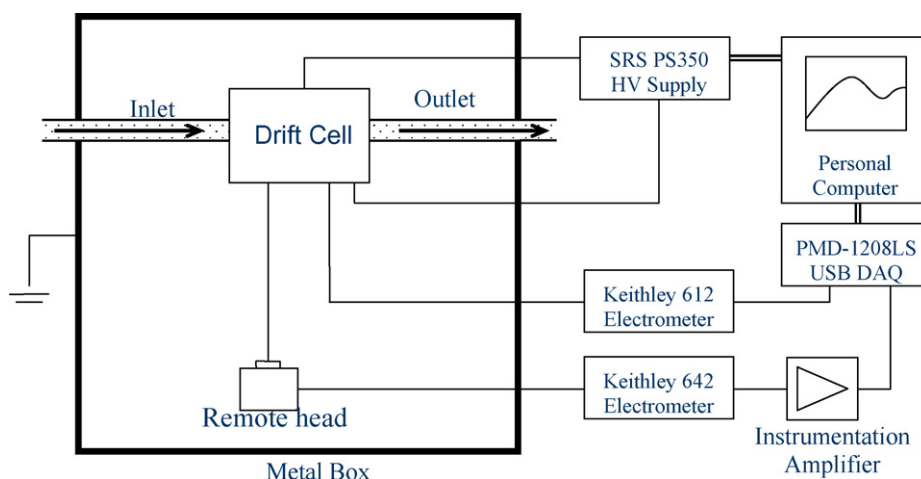 SRS PS350
HV Supply
Inlet
Outlet
Drift Cell
Personal
Computer
PMD-1208LS
USB DAQ
Keithley 612
Electrometer
Keithley 642
Electrometer
Remote head
Instrumentation
Amplifier
Metal Box